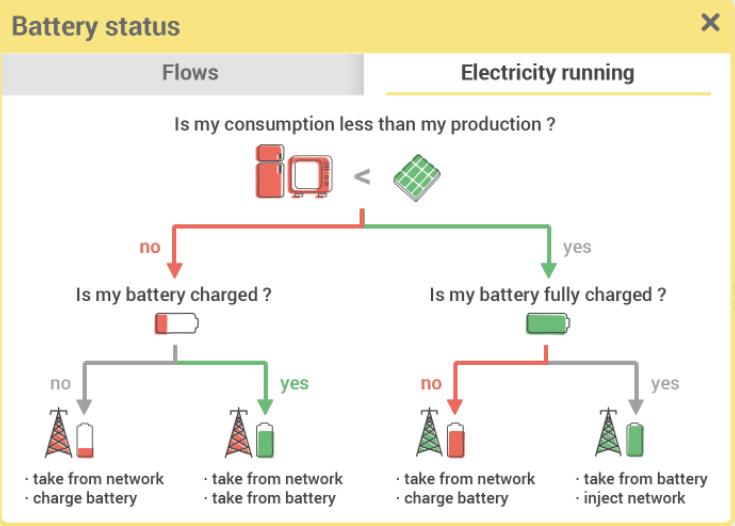 Battery status
Flows
Electricity running
Is my consumption less than my production ?
<
no
yes
Is my battery charged ?
Is my battery fully charged ?
no
yes
no
yes
· take from network
· charge battery
· take from network
· take from battery
· take from network
· charge battery
· take from battery
· inject network